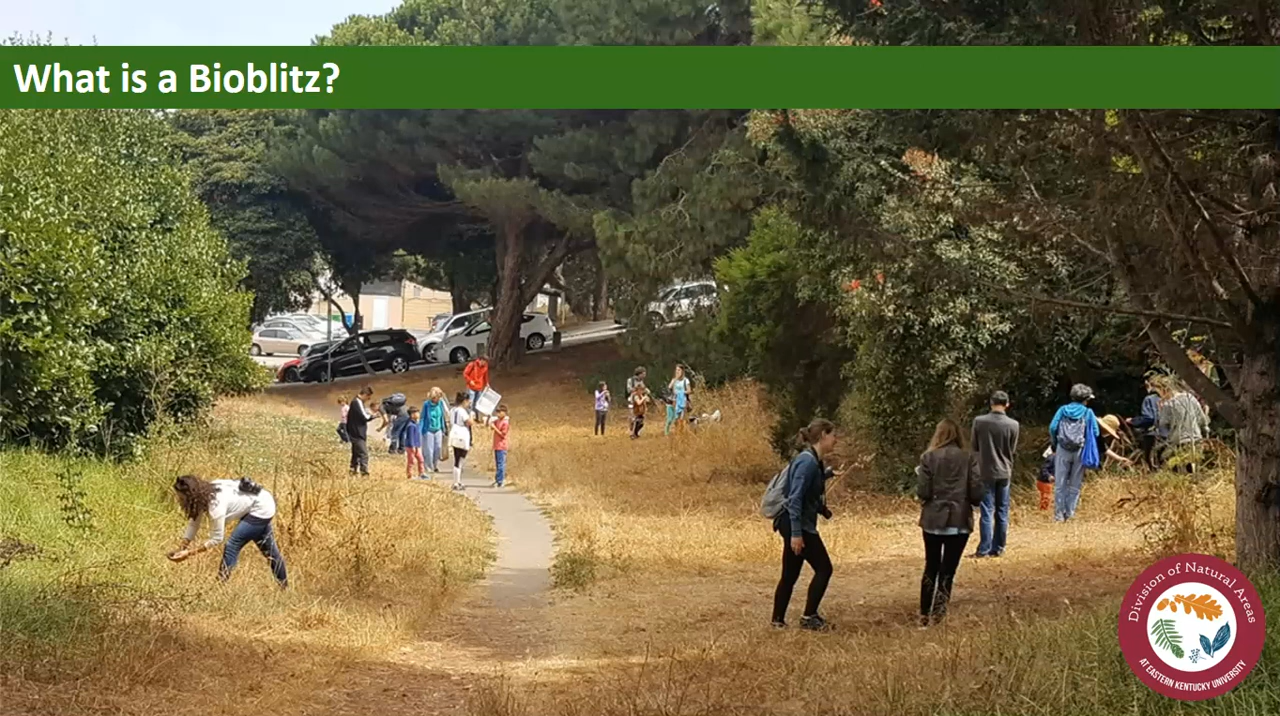 What is a Bioblitz?
Division of Natural Areas
AT EASTERN KENTUCKY UNIVERSITY